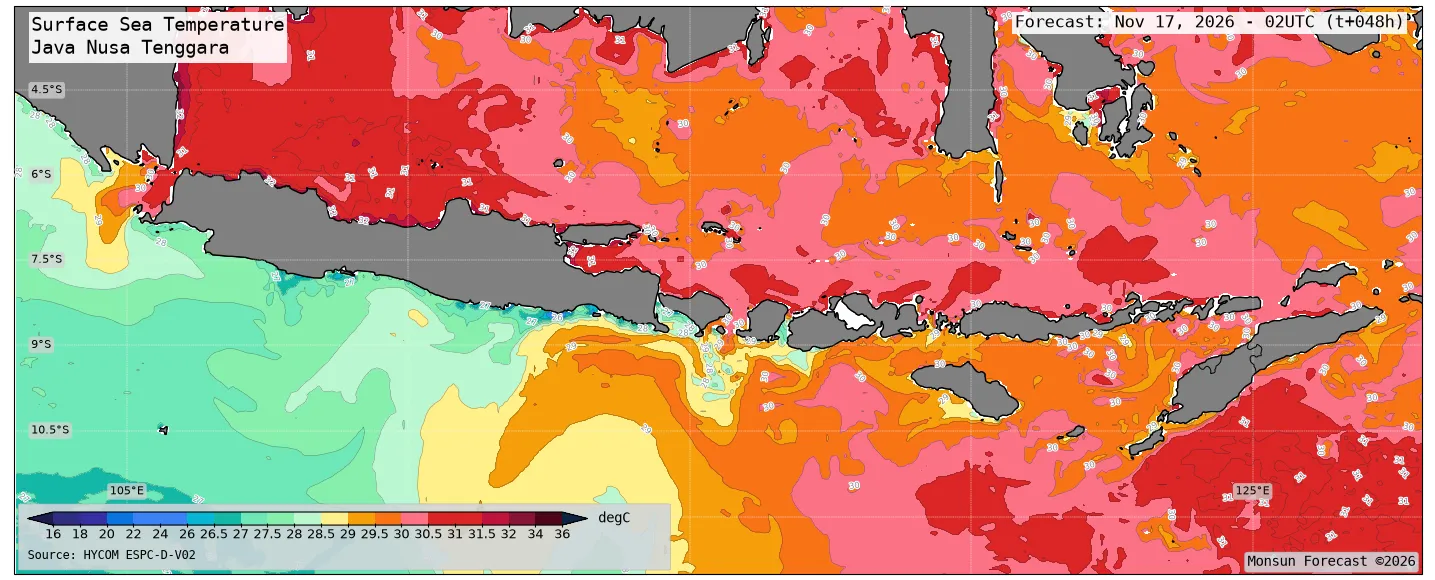 Surface Sea Temperature
Java Nusa Tenggara
Forecast: Nov 17, 2026 - 02UTC (t+048h)
4.5°S
6°S
7.5°S
9°S
10.5°S
105°E
125°E
degC
16 18 20 22 24 26 26.5 27 27.5 28 28.5 29 29.5 30 30.5 31 31.5 32 34 36
Source: HYCOM ESPC-D-V02
Monsun Forecast ©2026